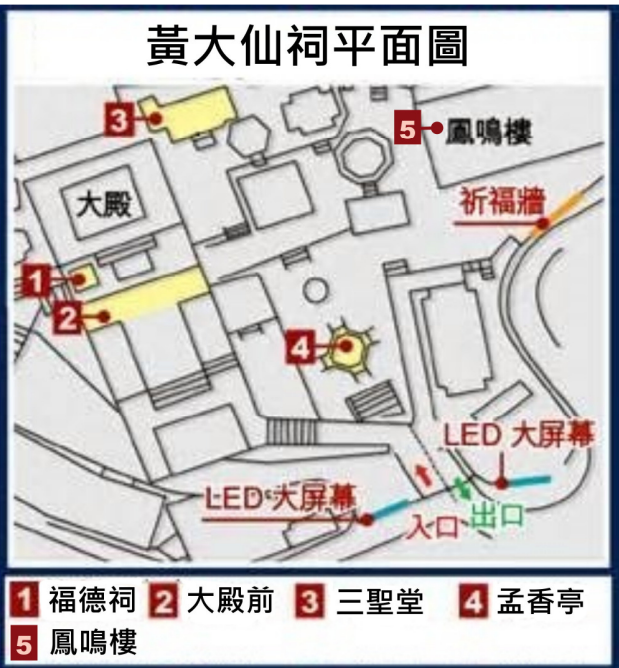 黃大仙祠平面圖
3
5 鳳鳴樓
祈福牆
大殿
1
2
4
LED 大屏幕
LED 大屏幕
入口 出口
1 福德祠 2 大殿前 3 三聖堂 4 孟香亭
5 鳳鳴樓